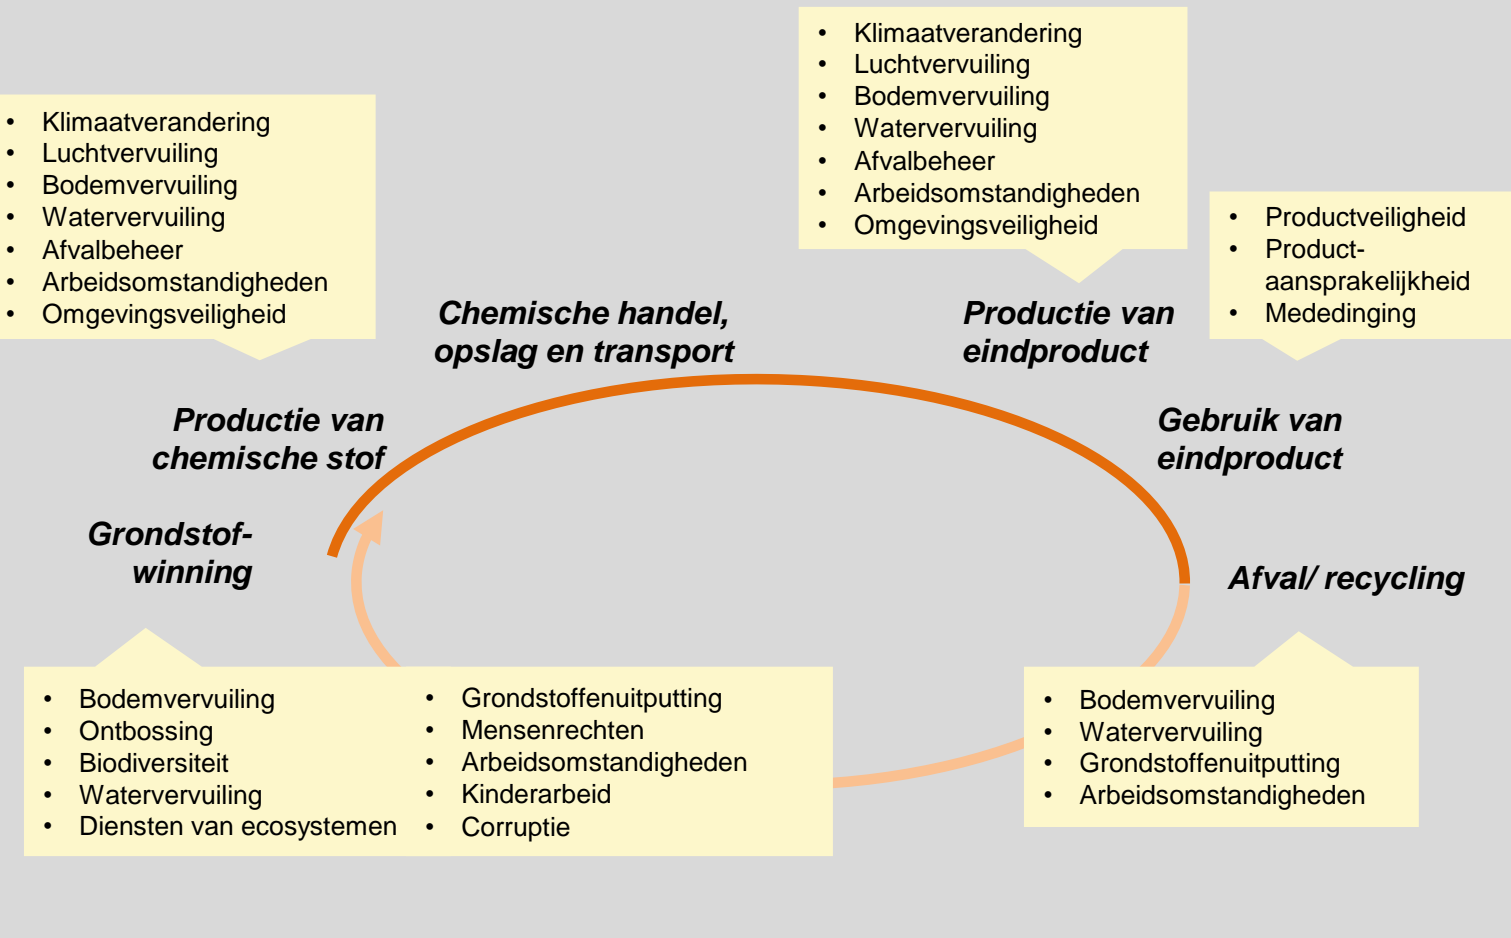 • Klimaatverandering
• Luchtvervuiling
• Bodemvervuiling
• Watervervuiling
• Afvalbeheer
• Arbeidsomstandigheden
• Omgevingsveiligheid
• Klimaatverandering
• Luchtvervuiling
• Bodemvervuiling
• Watervervuiling
• Afvalbeheer
• Arbeidsomstandigheden
• Omgevingsveiligheid
• Productveiligheid
• Product-
aansprakelijkheid
• Mededinging
Chemische handel,
opslag en transport
Productie van
eindproduct
Productie van
chemische stof
Gebruik van
eindproduct
Grondstof-
winning
Afval/ recycling
• Bodemvervuiling
• Ontbossing
• Biodiversiteit
• Watervervuiling
• Diensten van ecosystemen
• Grondstoffenuitputting
• Mensenrechten
• Arbeidsomstandigheden
• Kinderarbeid
• Corruptie
• Bodemvervuiling
• Watervervuiling
• Grondstoffenuitputting
• Arbeidsomstandigheden